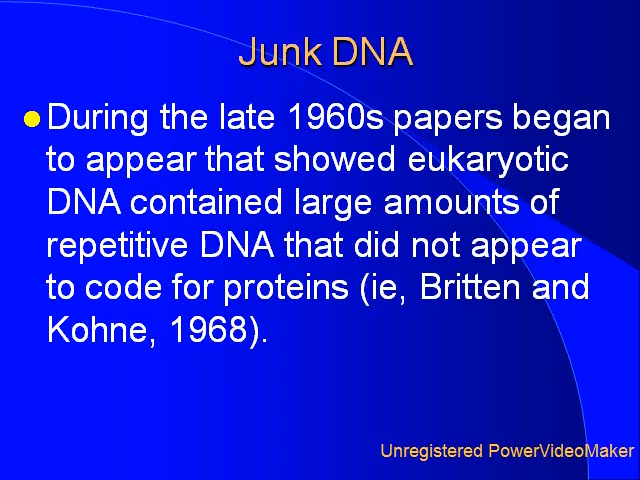 Junk DNA
During the late 1960s papers began
to appear that showed eukaryotic
DNA contained large amounts of
repetitive DNA that did not appear
to code for proteins (ie, Britten and
Kohne, 1968).
Unregistered PowerVideoMaker